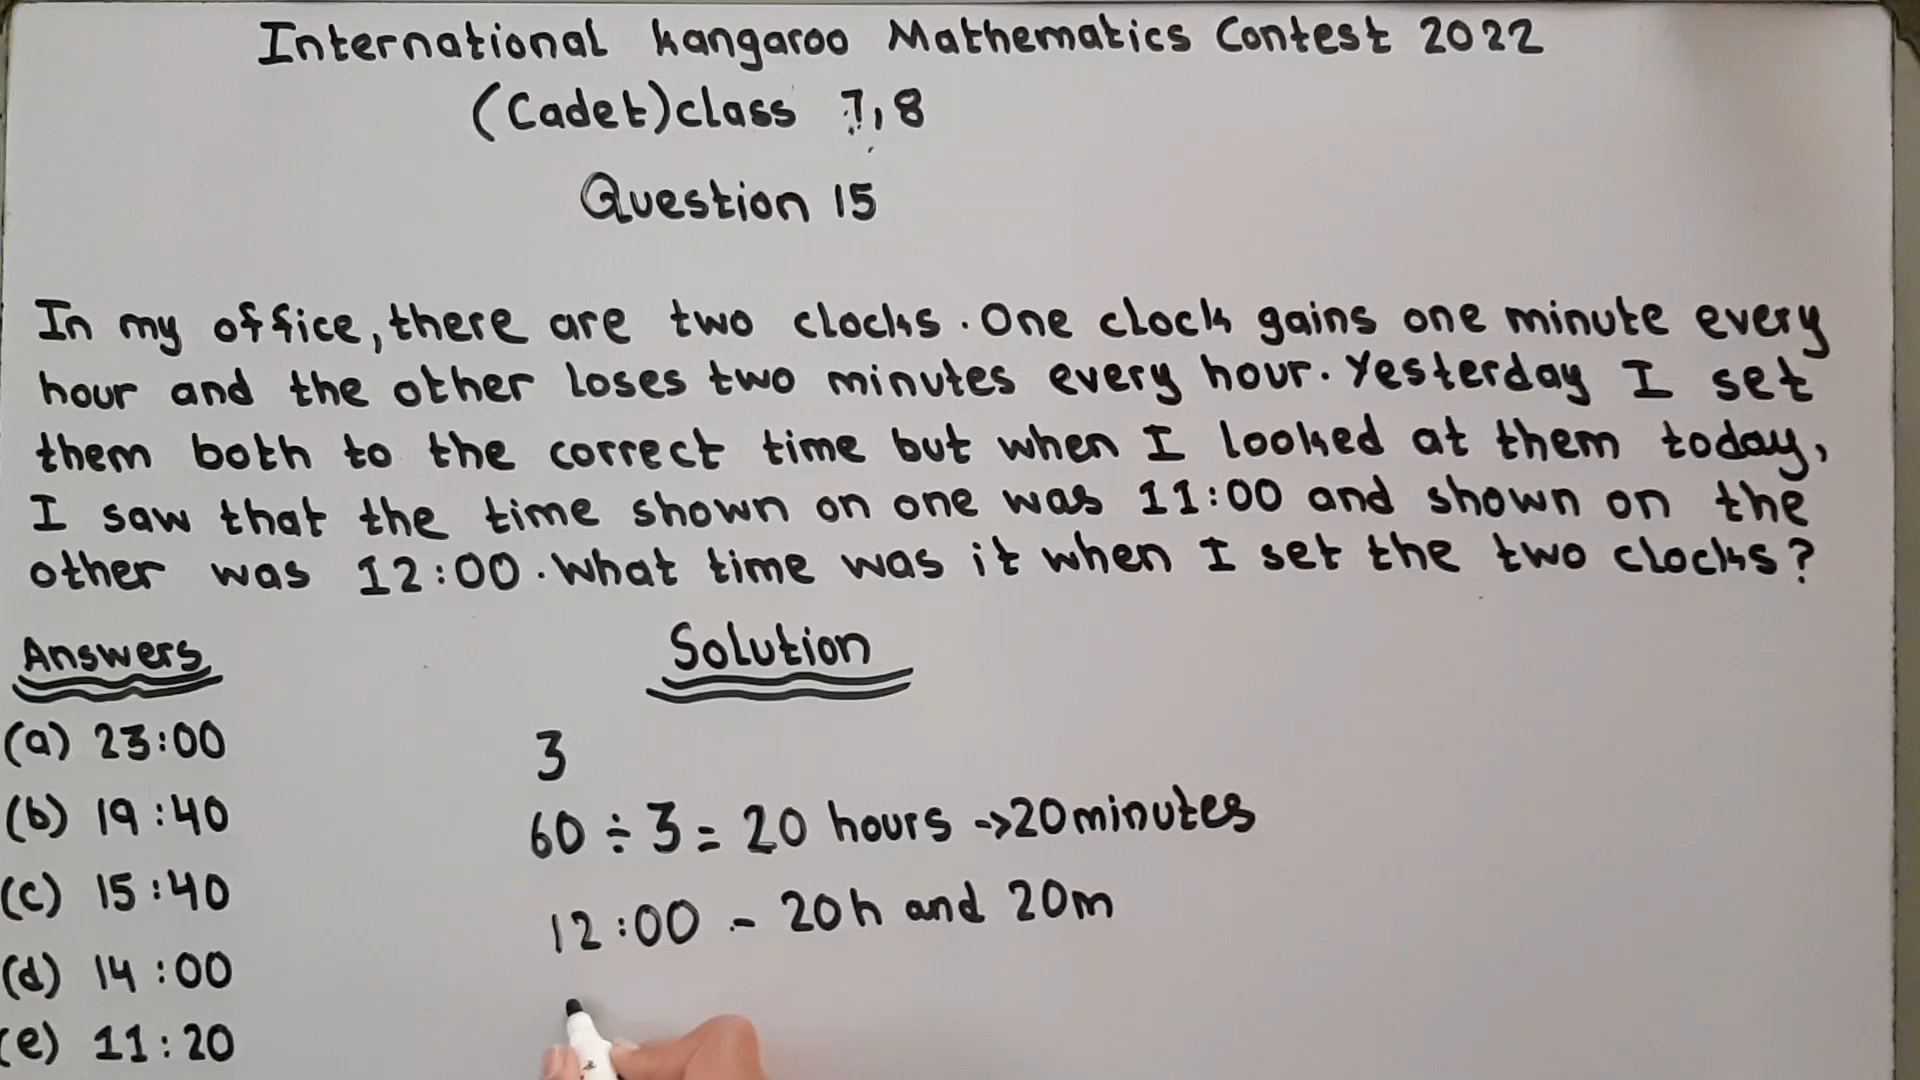 International Kangaroo Mathematics Contest 2022
(Cadet)class 7,8
Question 15
In my office, there are two clocks. One clock gains one minute every
hour and the other loses two minutes every hour. Yesterday I set
them both to the correct time but when I looked at them today,
I saw that the time shown on one was 11:00 and shown on the
other was 12:00. What time was it when I set the two clocks?
Answers
(a) 23:00
(b) 19:40
(c) 15:40
(d) 14:00
(e) 11:20
Solution
3
60 ÷ 3 = 20 hours ->20minutes
12:00 - 20h and 20m